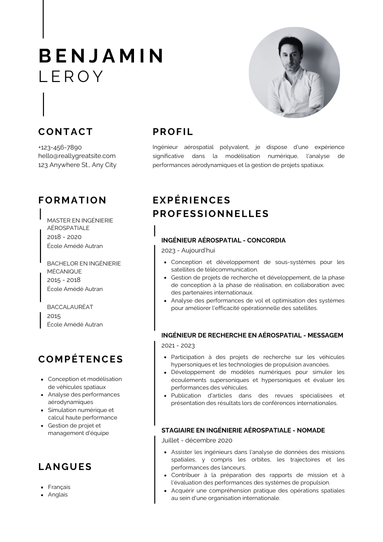 BENJAMIN
LEROY
CONTACT
+123-456-7890
hello@reallygreatsite.com
123 Anywhere St., Any City
PROFIL
Ingénieur aérospatial polyvalent, je dispose d'une expérience
significative dans la modélisation numérique, l'analyse de
performances aérodynamiques et la gestion de projets spatiaux.
FORMATION
MASTER EN INGÉNIERIE
AÉROSPATIALE
2018 - 2020
École Amédé Autran
BACHELOR EN INGÉNIERIE
MÉCANIQUE
2015 - 2018
École Amédé Autran
BACCALAURÉAT
2015
École Amédé Autran
COMPÉTENCES
• Conception et modélisation
de véhicules spatiaux
• Analyse des performances
aérodynamiques
• Simulation numérique et
calcul haute performance
• Gestion de projet et
management d'équipe
LANGUES
• Français
• Anglais
EXPÉRIENCES
PROFESSIONNELLES
INGÉNIEUR AÉROSPATIAL - CONCORDIA
2023 - Aujourd'hui
• Conception et développement de sous-systèmes pour les
satellites de télécommunication.
• Gestion de projets de recherche et développement, de la phase
de conception à la phase de réalisation, en collaboration avec
des partenaires internationaux.
• Analyse des performances de vol et optimisation des systèmes
pour améliorer l'efficacité opérationnelle des satellites.
INGÉNIEUR DE RECHERCHE EN AÉROSPATIAL - MESSAGEM
2021 - 2023
• Participation à des projets de recherche sur les véhicules
hypersoniques et les technologies de propulsion avancées.
• Développement de modèles numériques pour simuler les
écoulements supersoniques et hypersoniques et évaluer les
performances des véhicules.
• Publication d'articles dans des revues spécialisées et
présentation des résultats lors de conférences internationales.
STAGIAIRE EN INGÉNIERIE AÉROSPATIALE - NOMADE
Juillet - décembre 2020
• Assister les ingénieurs dans l'analyse de données des missions
spatiales, y compris les orbites, les trajectoires et les
performances des lanceurs.
• Contribuer à la préparation des rapports de mission et à
l'évaluation des performances des systèmes de propulsion.
• Acquérir une compréhension pratique des opérations spatiales
au sein d'une organisation internationale.